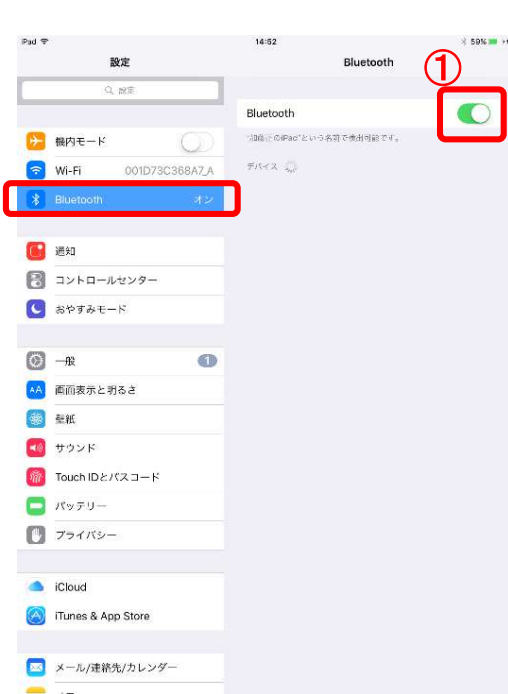 iPad 14:52 59%
設定 Bluetooth ①
設定
Bluetooth
機内モード
Wi-Fi 001D73C368A7_A
デバイス
Bluetooth オン
通知
コントロールセンター
おやすみモード
一般 1
AA 画面表示と明るさ
壁紙
サウンド
Touch IDとパスコード
バッテリー
プライバシー
iCloud
iTunes & App Store
メール/連絡先/カレンダー